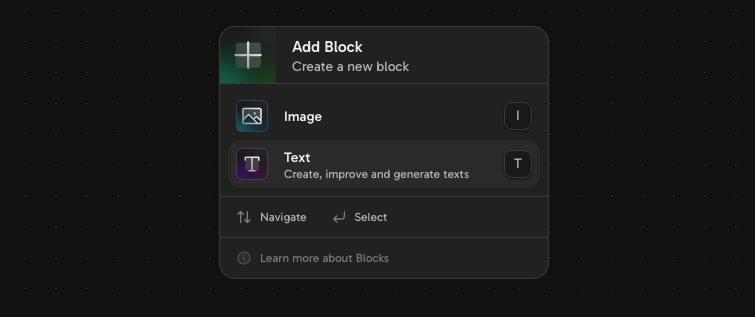 Add Block
Create a new block
Image
I
Text
T
Create, improve and generate texts
Navigate
Select
Learn more about Blocks